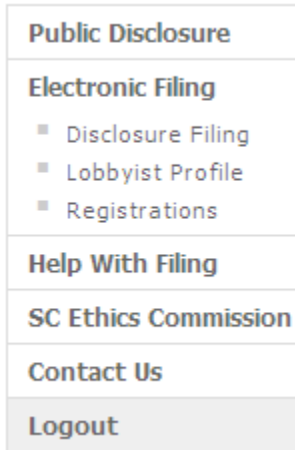 Public Disclosure
Electronic Filing
Disclosure Filing
Lobbyist Profile
Registrations
Help With Filing
SC Ethics Commission
Contact Us
Logout